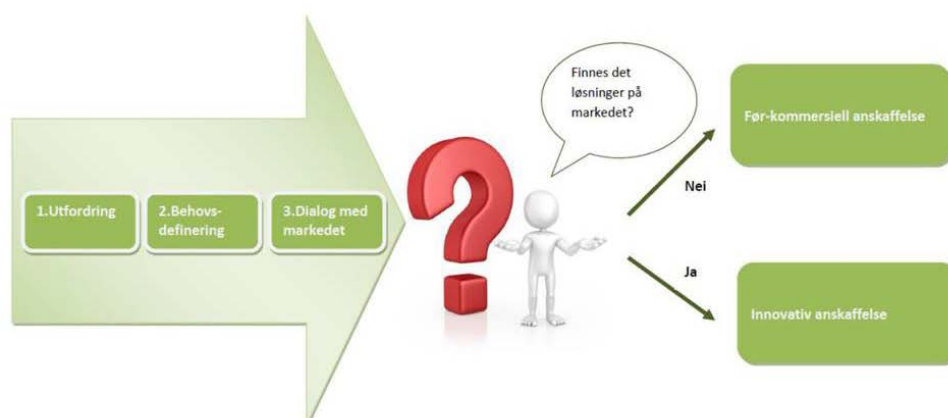 Finnes det
løsninger på
markedet?
Før-kommersiell anskaffelse
Nei
1.Utfordring
2.Behovs-
definering
3.Dialog med
markedet
Ja
Innovativ anskaffelse